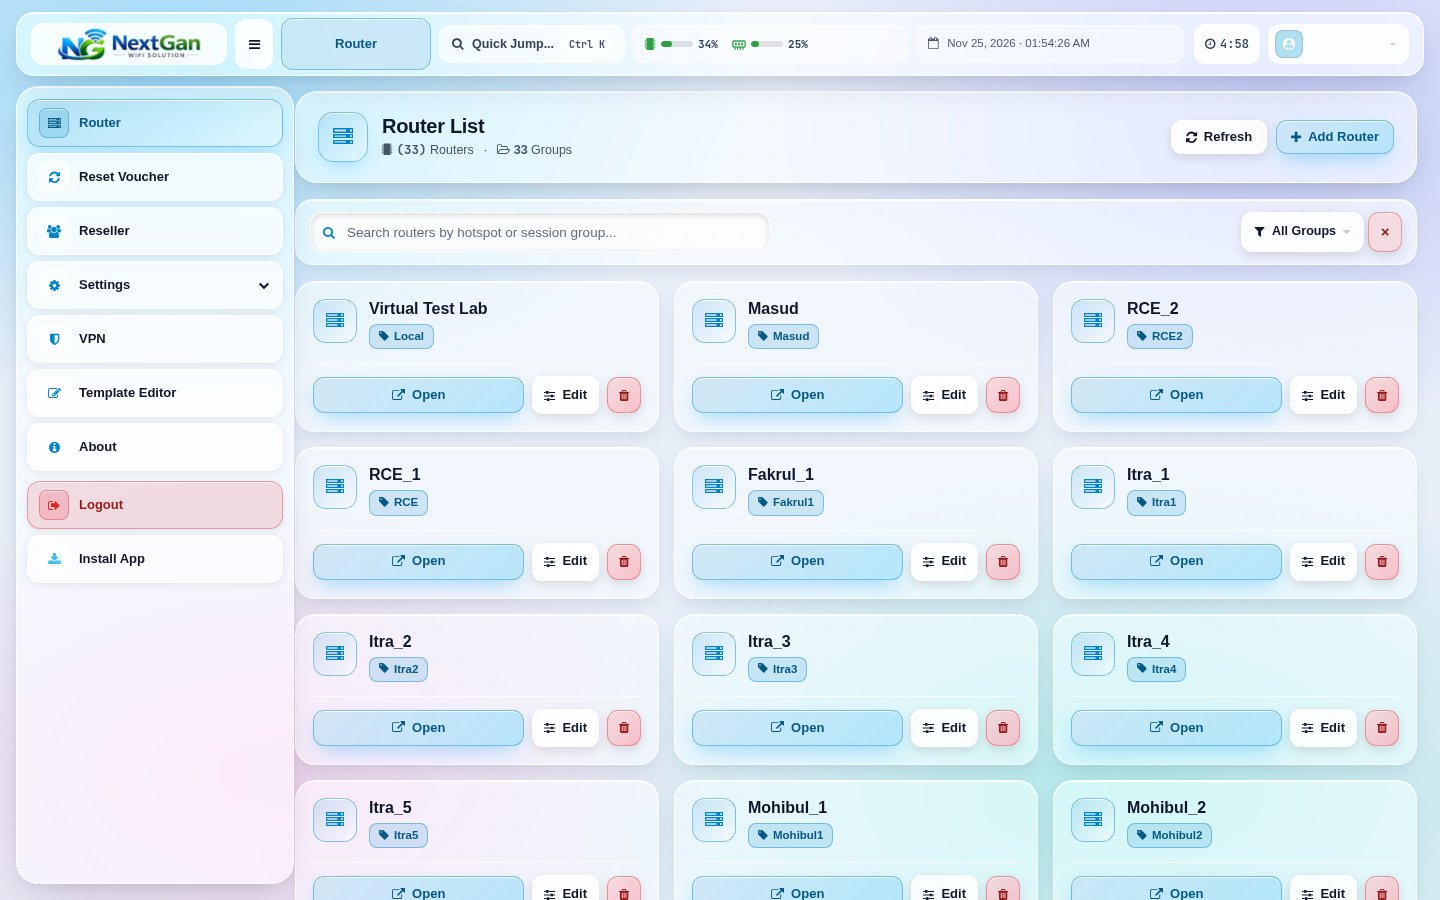 NextGan
WIFI SOLUTION
Router
Quick Jump...
Ctrl K
34%
25%
Nov 25, 2026 · 01:54:26 AM
4:58
Router
Reset Voucher
Reseller
Settings
VPN
Template Editor
About
Logout
Install App
Router List
(33) Routers · 33 Groups
Refresh
Add Router
Search routers by hotspot or session group...
All Groups
Virtual Test Lab
Local
Open
Edit
Masud
Masud
Open
Edit
RCE_2
RCE2
Open
Edit
RCE_1
RCE
Open
Edit
Fakrul_1
Fakrul1
Open
Edit
Itra_1
Itra1
Open
Edit
Itra_2
Itra2
Open
Edit
Itra_3
Itra3
Open
Edit
Itra_4
Itra4
Open
Edit
Itra_5
Itra5
Open
Edit
Mohibul_1
Mohibul1
Open
Edit
Mohibul_2
Mohibul2
Open
Edit